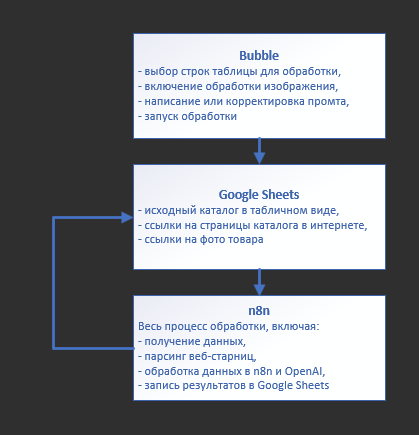 Bubble
- выбор строк таблицы для обработки,
- включение обработки изображения,
- написание или корректировка промта,
- запуск обработки
Google Sheets
- исходный каталог в табличном виде,
- ссылки на страницы каталога в интернете,
- ссылки на фото товара
n8n
Весь процесс обработки, включая:
- получение данных,
- парсинг веб-старниц,
- обработка данных в n8n и OpenAI,
- запись результатов в Google Sheets